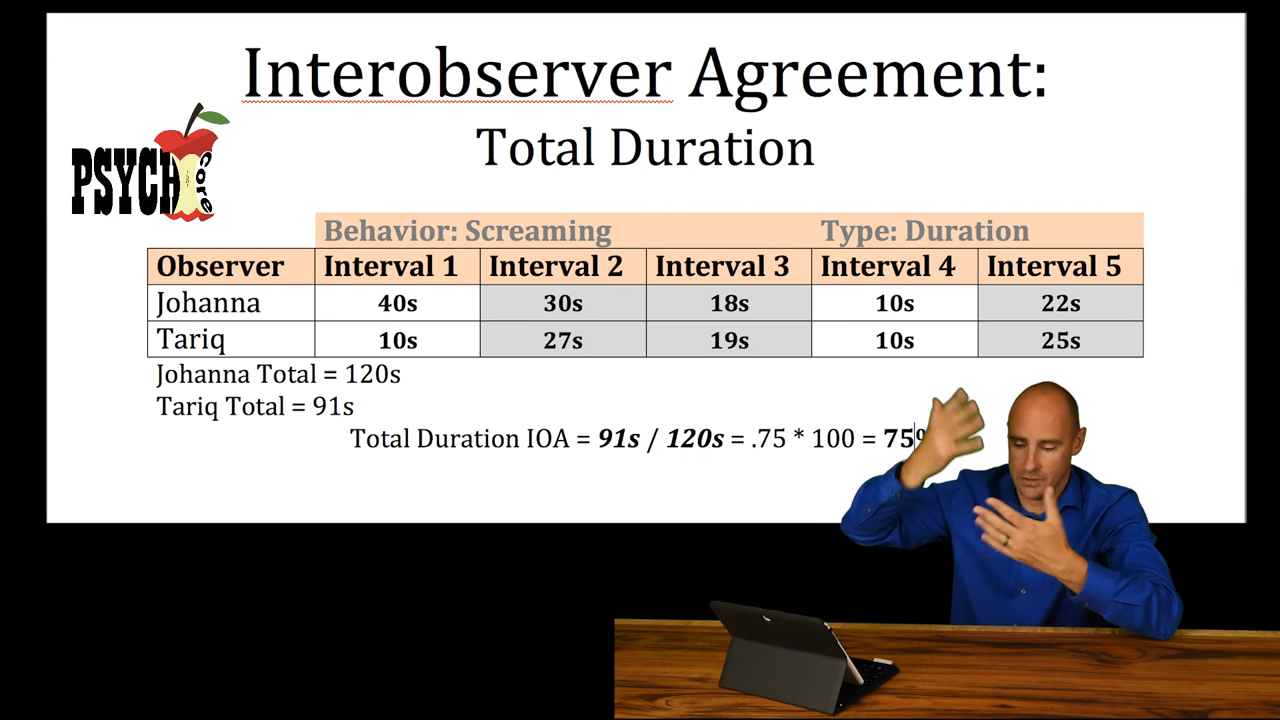 Interobserver Agreement:
Total Duration
PSYCH Core
Behavior: Screaming Type: Duration
Observer Interval 1 Interval 2 Interval 3 Interval 4 Interval 5
Johanna 40s 30s 18s 10s 22s
Tariq 10s 27s 19s 10s 25s
Johanna Total = 120s
Tariq Total = 91s
Total Duration IOA = 91s / 120s = .75 * 100 = 75%